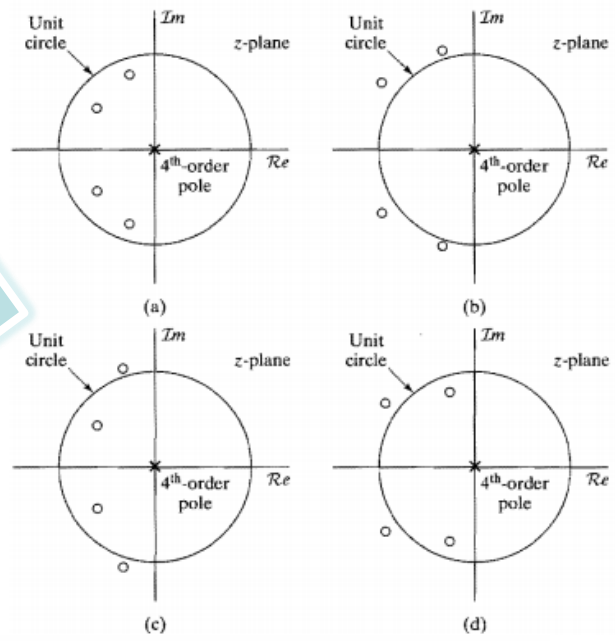 Unit circle
Im
z-plane
Re
4th-order pole
(a)
Unit circle
Im
z-plane
Re
4th-order pole
(b)
Unit circle
Im
z-plane
Re
4th-order pole
(c)
Unit circle
Im
z-plane
Re
4th-order pole
(d)